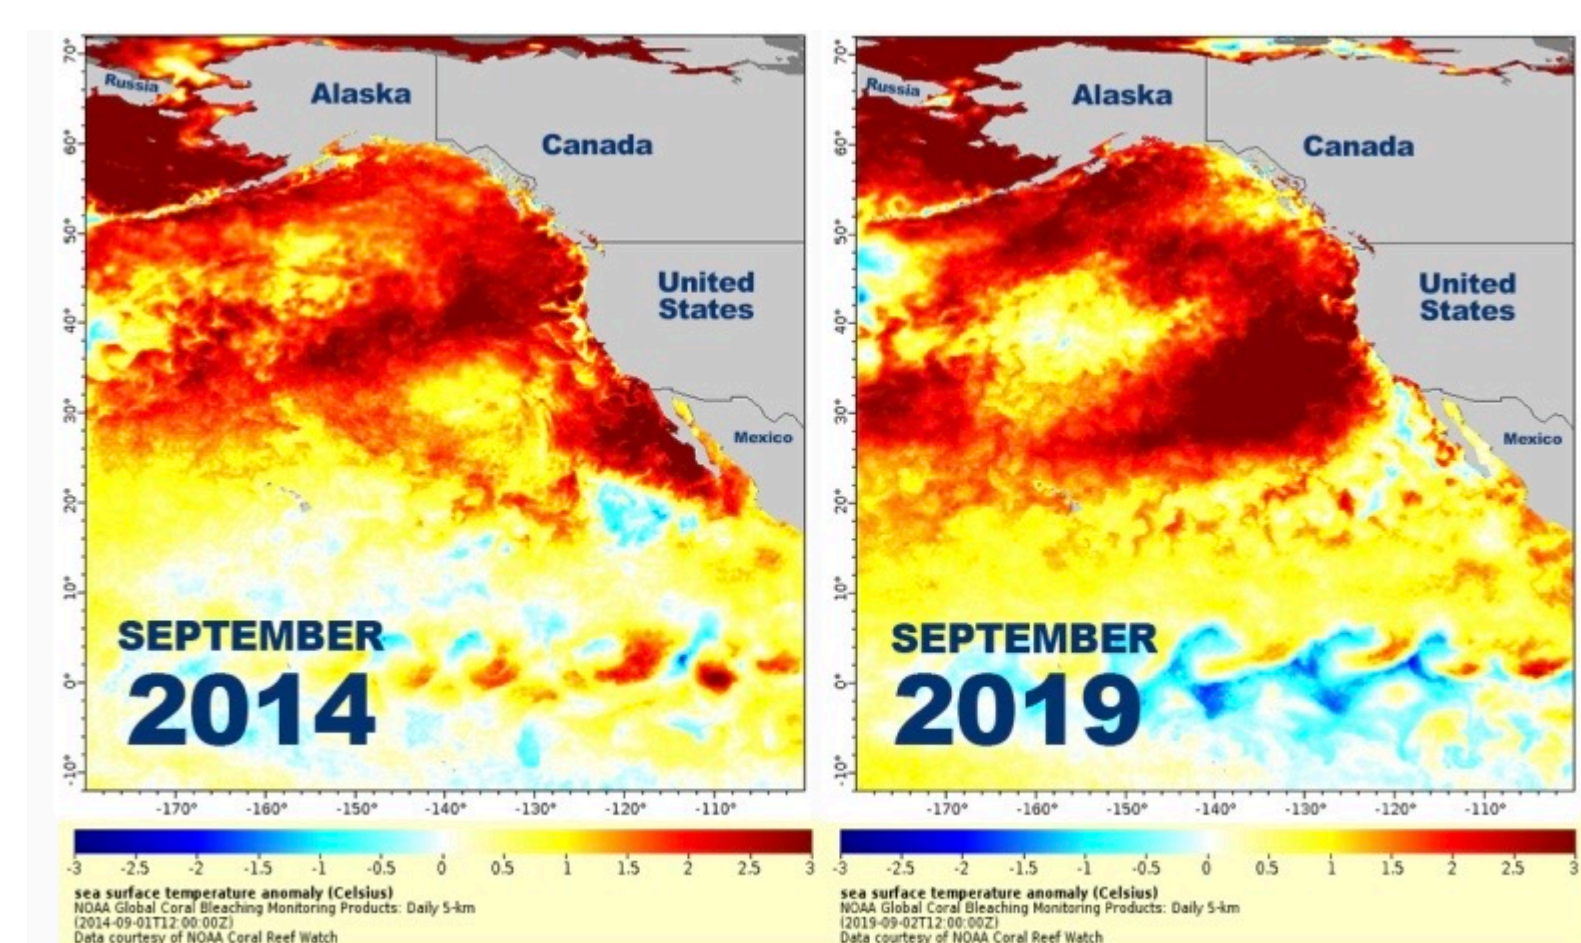 Russia
Alaska
Canada
United
States
Mexico
SEPTEMBER
2014
70°
60°
50°
40°
30°
20°
10°
0°
-10°
-170°
-160°
-150°
-140°
-130°
-120°
-110°
-3
-2.5
-2
-1.5
-1
-0.5
0
0.5
1
1.5
2
2.5
3
sea surface temperature anomaly (Celsius)
NOAA Global Coral Bleaching Monitoring Products: Daily 5-km
(2014-09-01T12:00:00Z)
Data courtesy of NOAA Coral Reef Watch
Russia
Alaska
Canada
United
States
Mexico
SEPTEMBER
2019
70°
60°
50°
40°
30°
20°
10°
0°
-10°
-170°
-160°
-150°
-140°
-130°
-120°
-110°
-3
-2.5
-2
-1.5
-1
-0.5
0
0.5
1
1.5
2
2.5
3
sea surface temperature anomaly (Celsius)
NOAA Global Coral Bleaching Monitoring Products: Daily 5-km
(2019-09-02T12:00:00Z)
Data courtesy of NOAA Coral Reef Watch